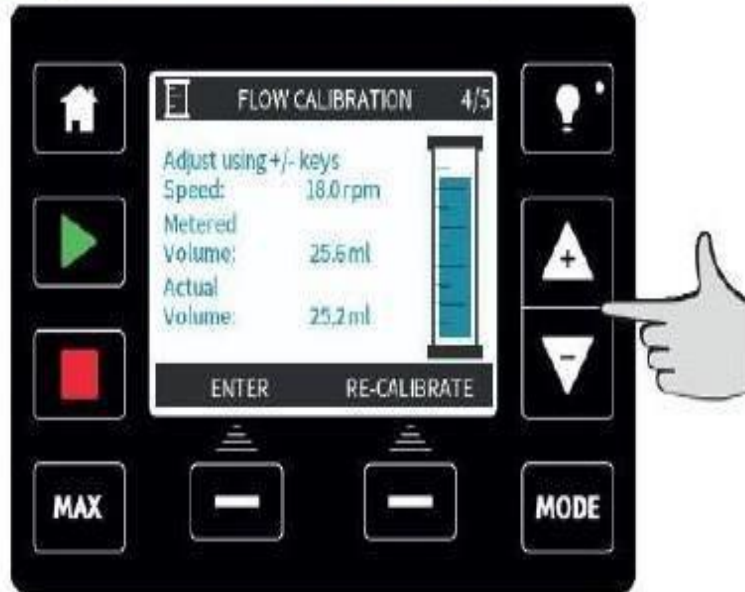 FLOW CALIBRATION 4/5
Adjust using +/- keys
Speed: 18.0 rpm
Metered
Volume: 25.6 ml
Actual
Volume: 25.2 ml
ENTER RE-CALIBRATE
+
-
MAX MODE